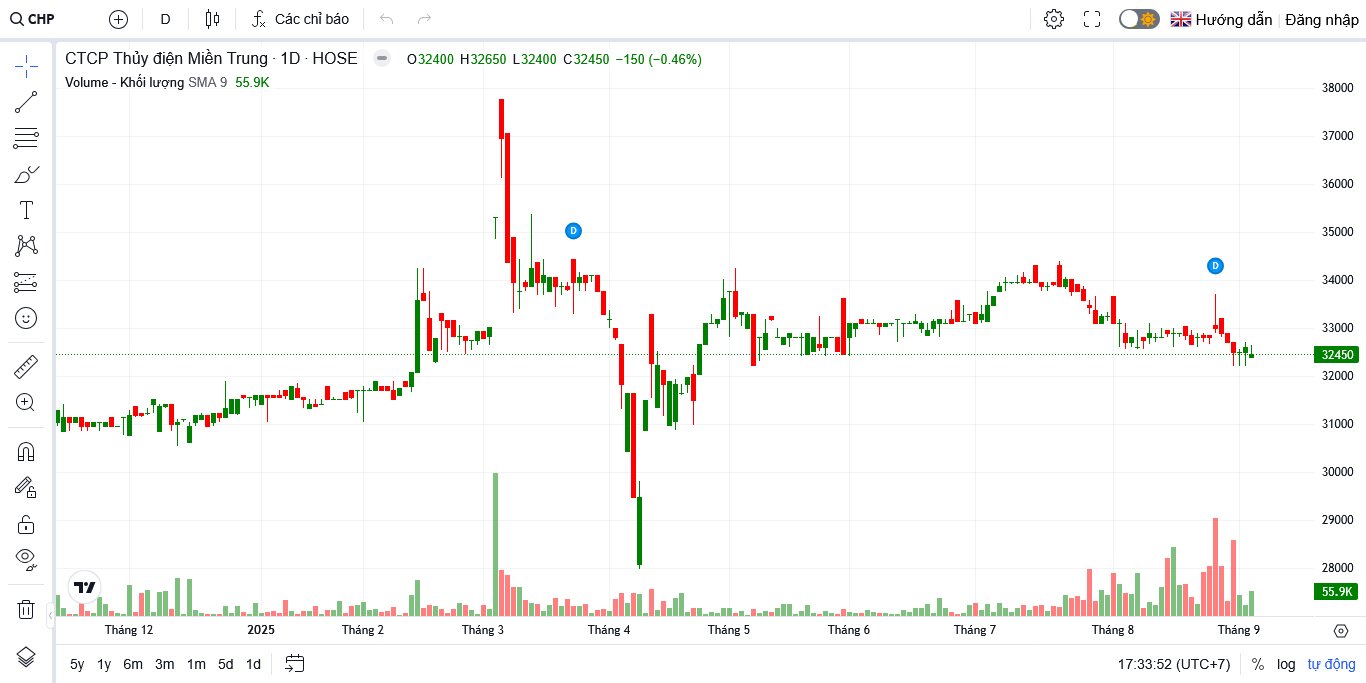 CHP D Các chỉ báo Hướng dẫn Đăng nhập
CTCP Thủy điện Miền Trung · 1D · HOSE O32400 H32650 L32400 C32450 −150 (−0.46%)
Volume - Khối lượng SMA 9 55.9K
38000
37000
36000
35000
D
34000
D
33000
32450
32000
31000
30000
29000
28000
55.9K
Tháng 12 2025 Tháng 2 Tháng 3 Tháng 4 Tháng 5 Tháng 6 Tháng 7 Tháng 8 Tháng 9
5y 1y 6m 3m 1m 5d 1d 17:33:52 (UTC+7) % log tự động